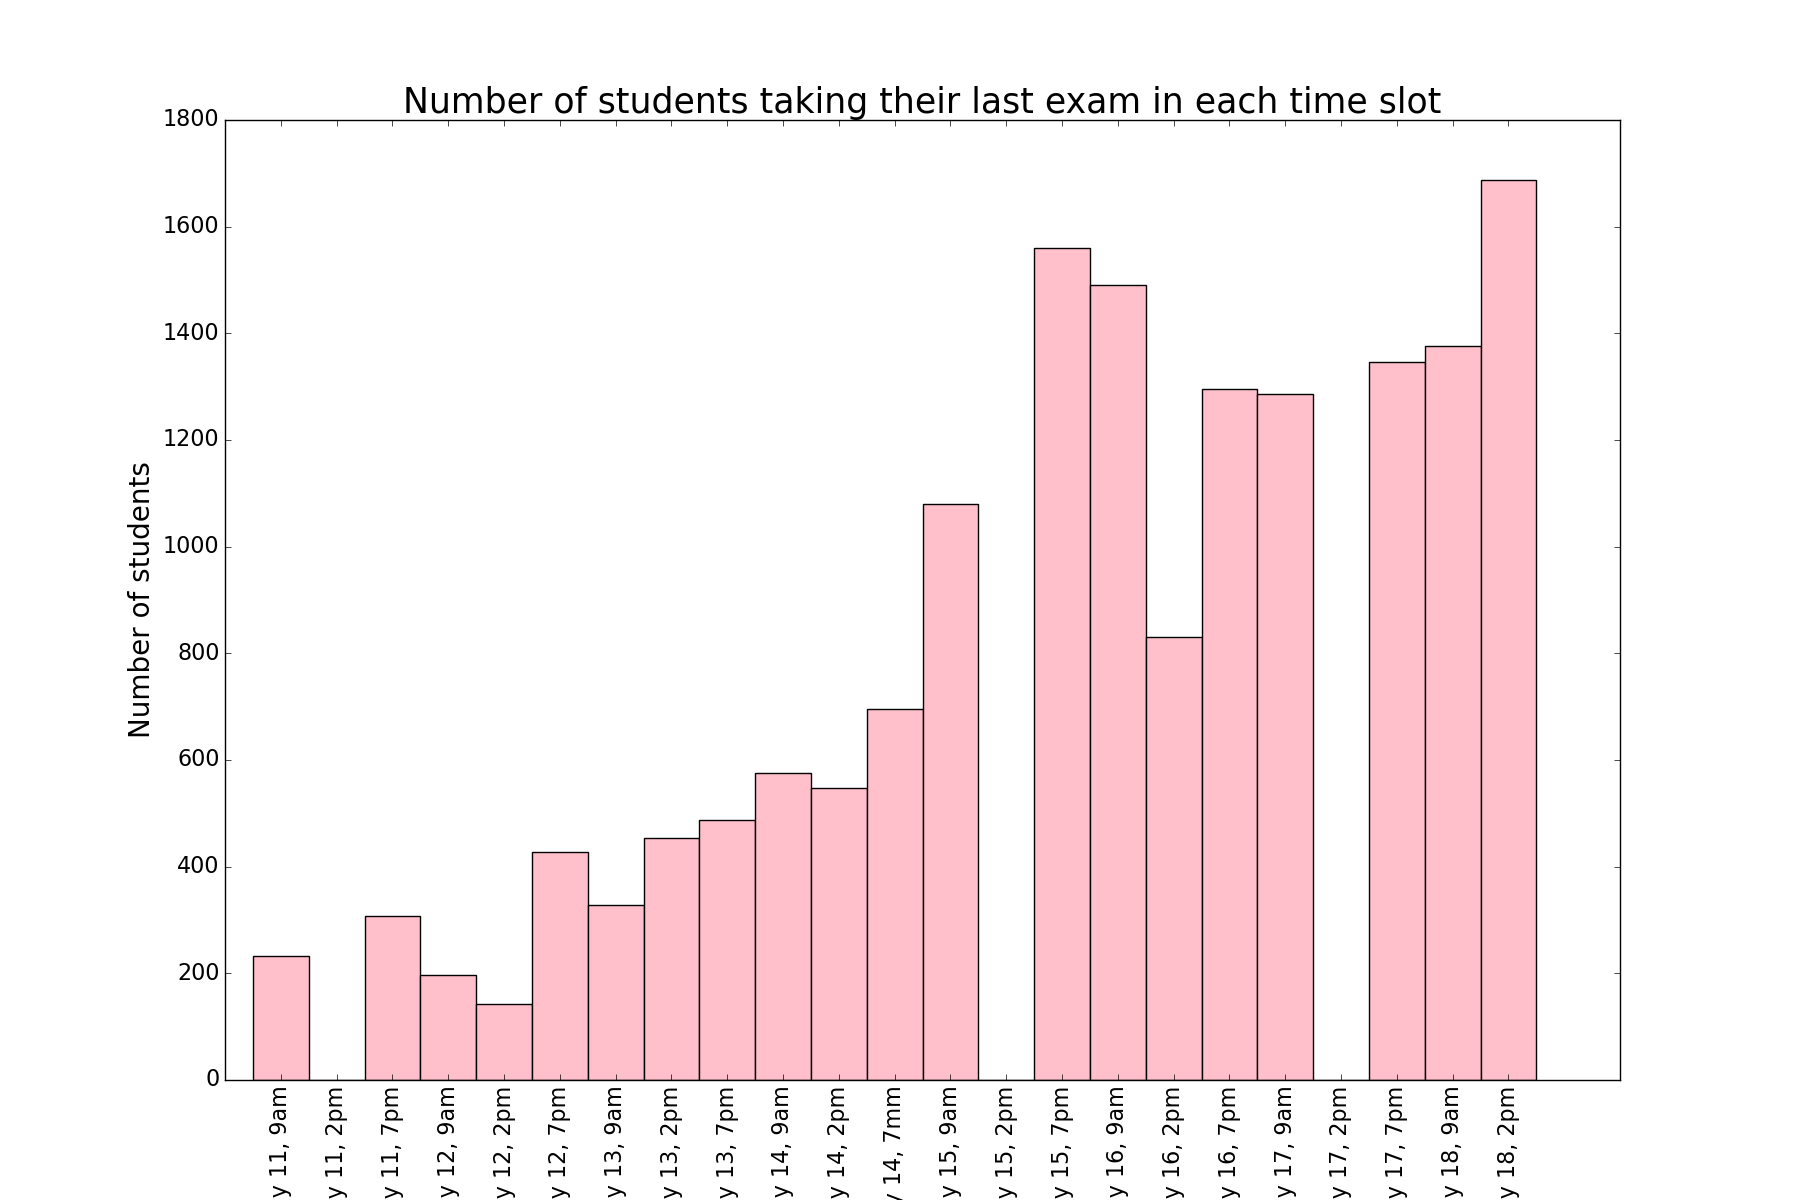 Number of students taking their last exam in each time slot
Number of students
1800
1600
1400
1200
1000
800
600
400
200
0
y 11, 9am
y 11, 2pm
y 11, 7pm
y 12, 9am
y 12, 2pm
y 12, 7pm
y 13, 9am
y 13, 2pm
y 13, 7pm
y 14, 9am
y 14, 2pm
y 14, 7mm
y 15, 9am
y 15, 2pm
y 15, 7pm
y 16, 9am
y 16, 2pm
y 16, 7pm
y 17, 9am
y 17, 2pm
y 17, 7pm
y 18, 9am
y 18, 2pm